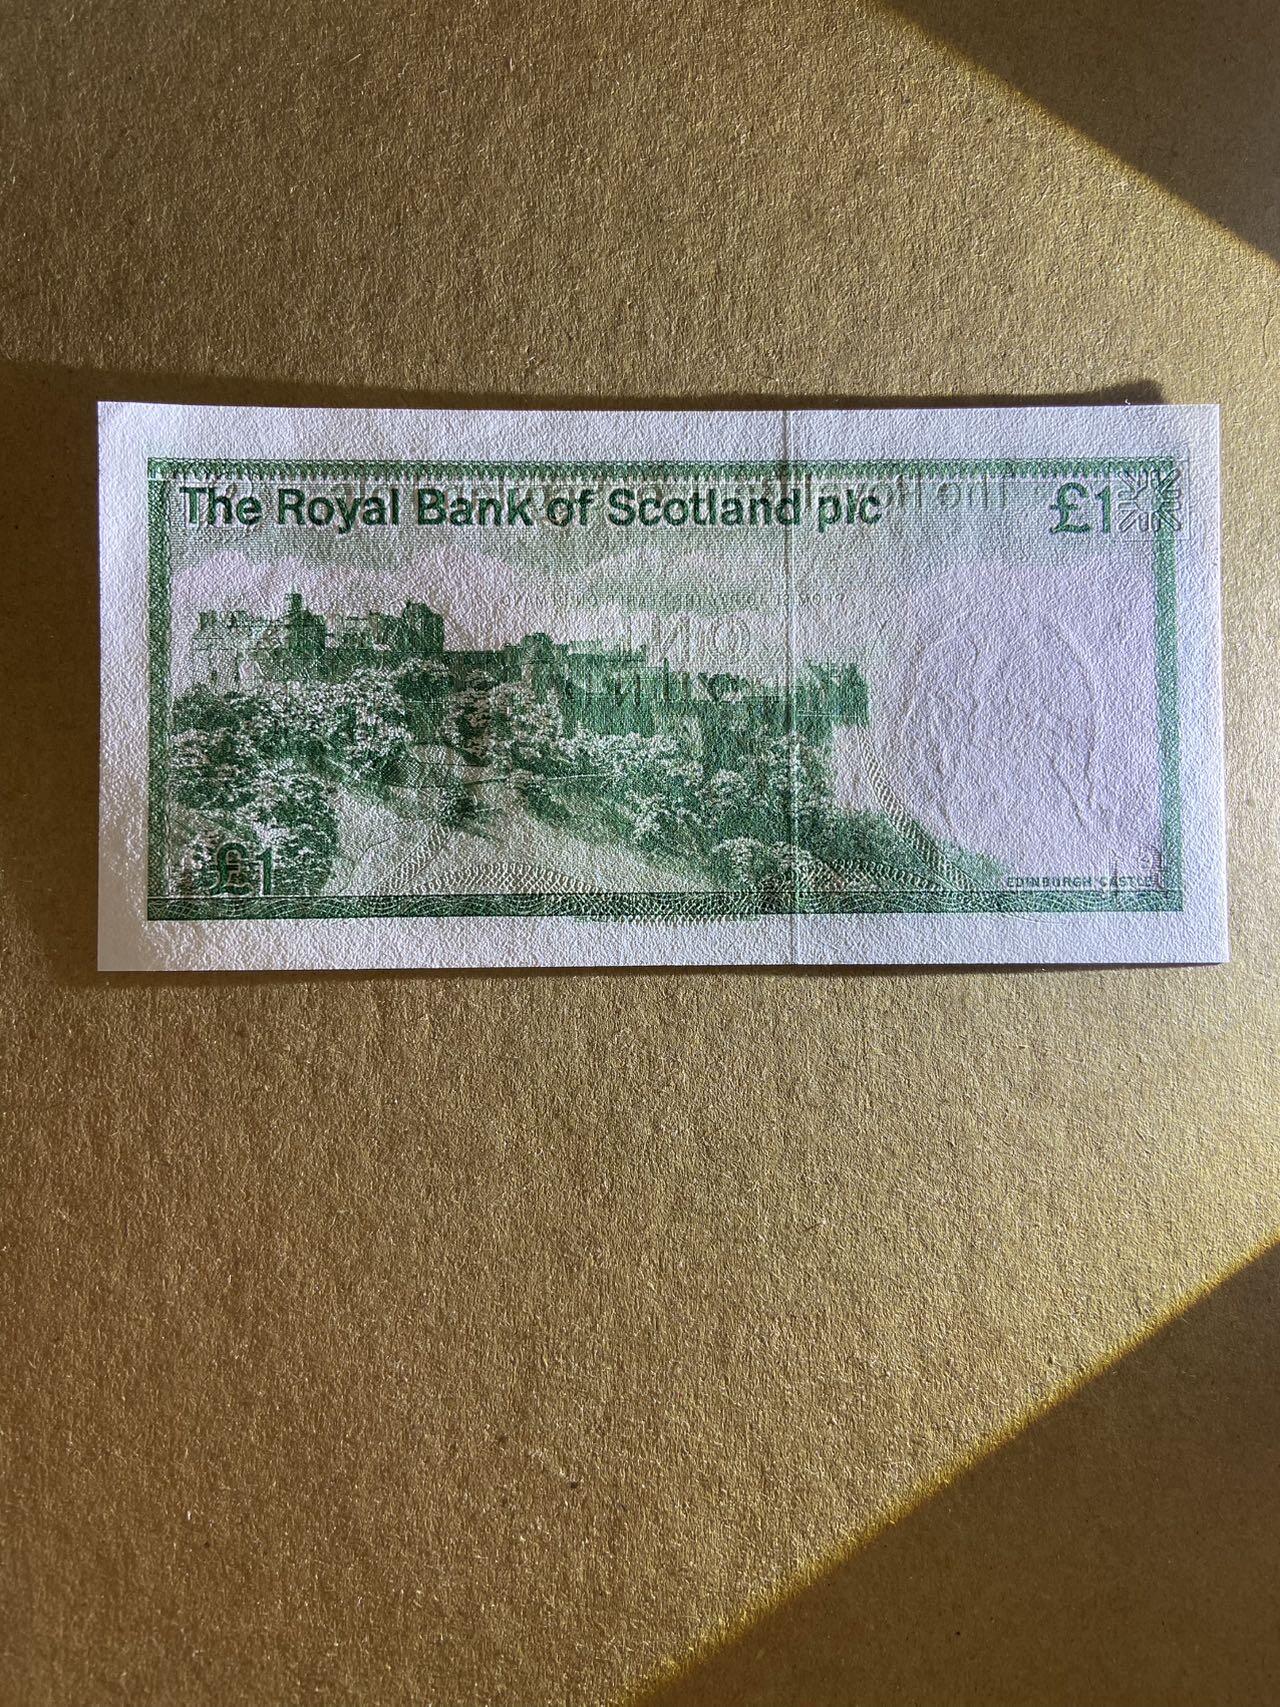 The Royal Bank of Scotland plc £1
£1
EDINBURGH CASTLE